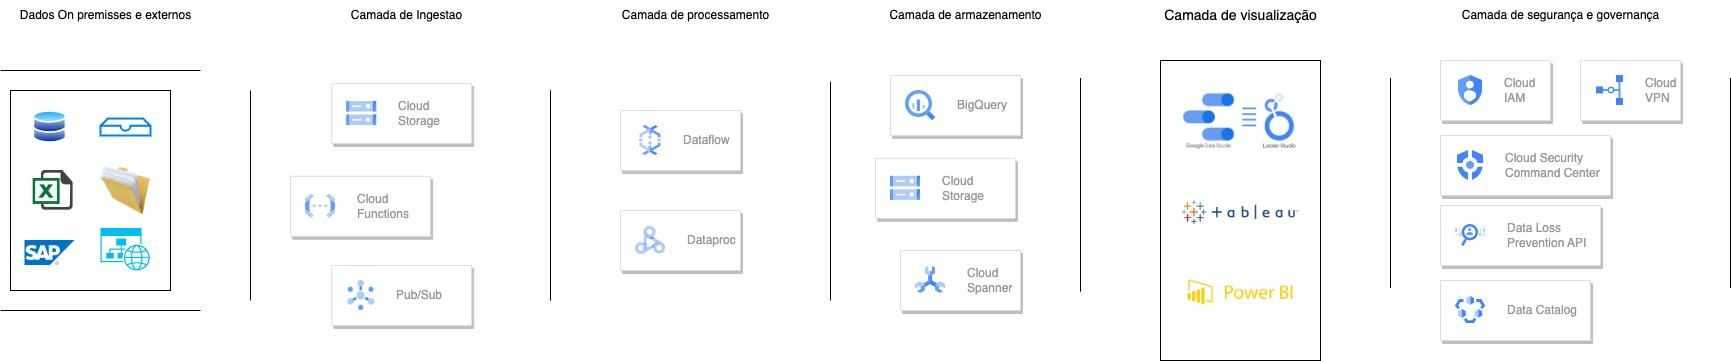 Dados On premisses e externos
Camada de Ingestao
Camada de processamento
Camada de armazenamento
Camada de visualização
Camada de segurança e governança
X
SAP
Cloud
Storage
Cloud
Functions
Pub/Sub
Dataflow
Dataproc
BigQuery
Cloud
Storage
Cloud
Spanner
Google Data Studio
Looker Studio
+ableau
Power BI
Cloud
IAM
Cloud
VPN
Cloud Security
Command Center
Data Loss
Prevention API
Data Catalog